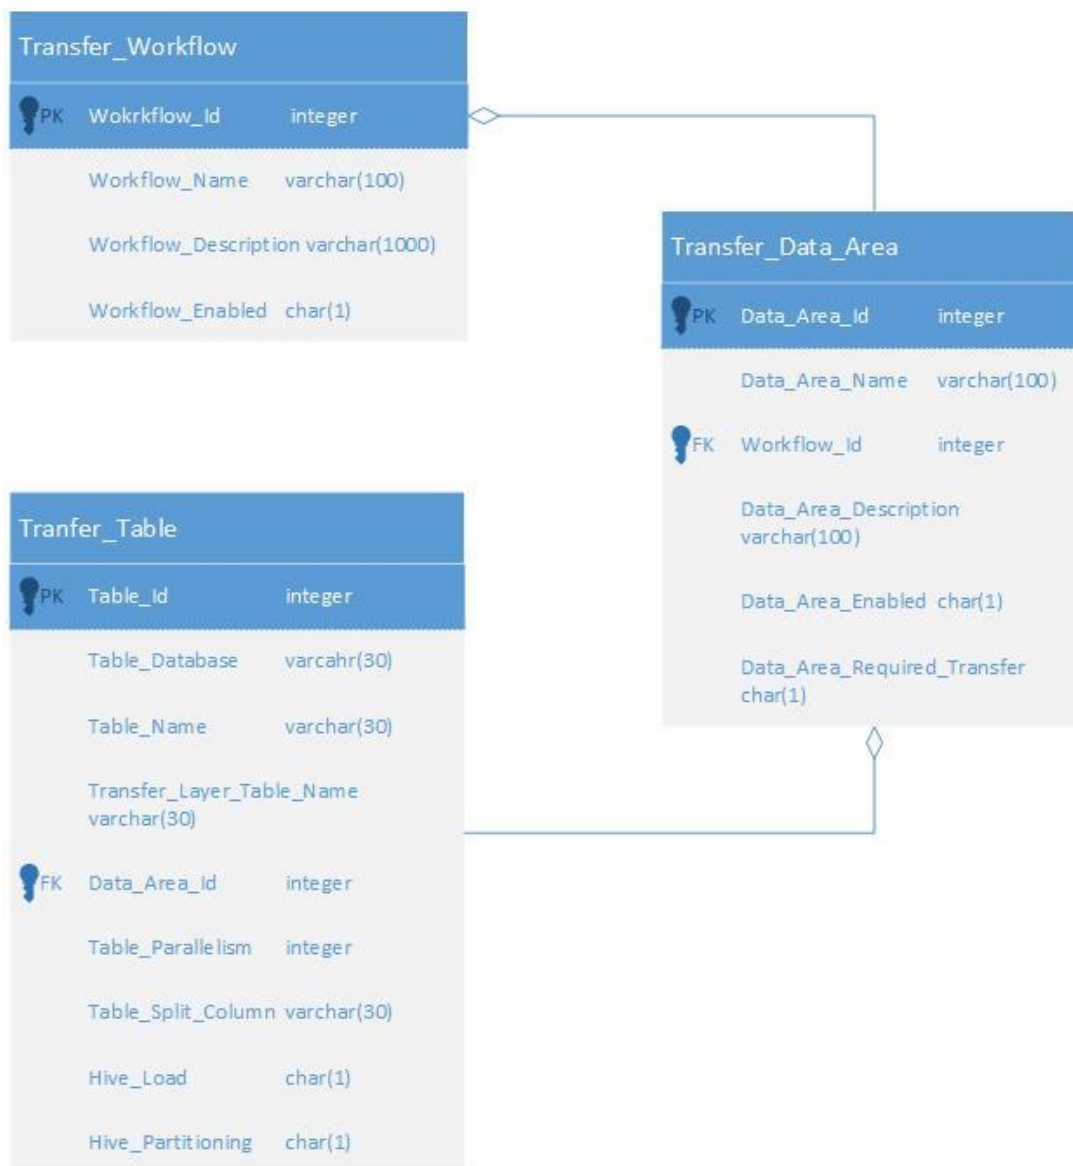 Transfer_Workflow
PK Wokrkflow_Id integer
Workflow_Name varchar(100)
Workflow_Description varchar(1000)
Workflow_Enabled char(1)
Transfer_Data_Area
PK Data_Area_Id integer
Data_Area_Name varchar(100)
FK Workflow_Id integer
Data_Area_Description
varchar(100)
Data_Area_Enabled char(1)
Data_Area_Required_Transfer
char(1)
Tranfer_Table
PK Table_Id integer
Table_Database varcahr(30)
Table_Name varchar(30)
Transfer_Layer_Table_Name
varchar(30)
FK Data_Area_Id integer
Table_Parallelism integer
Table_Split_Column varchar(30)
Hive_Load char(1)
Hive_Partitioning char(1)